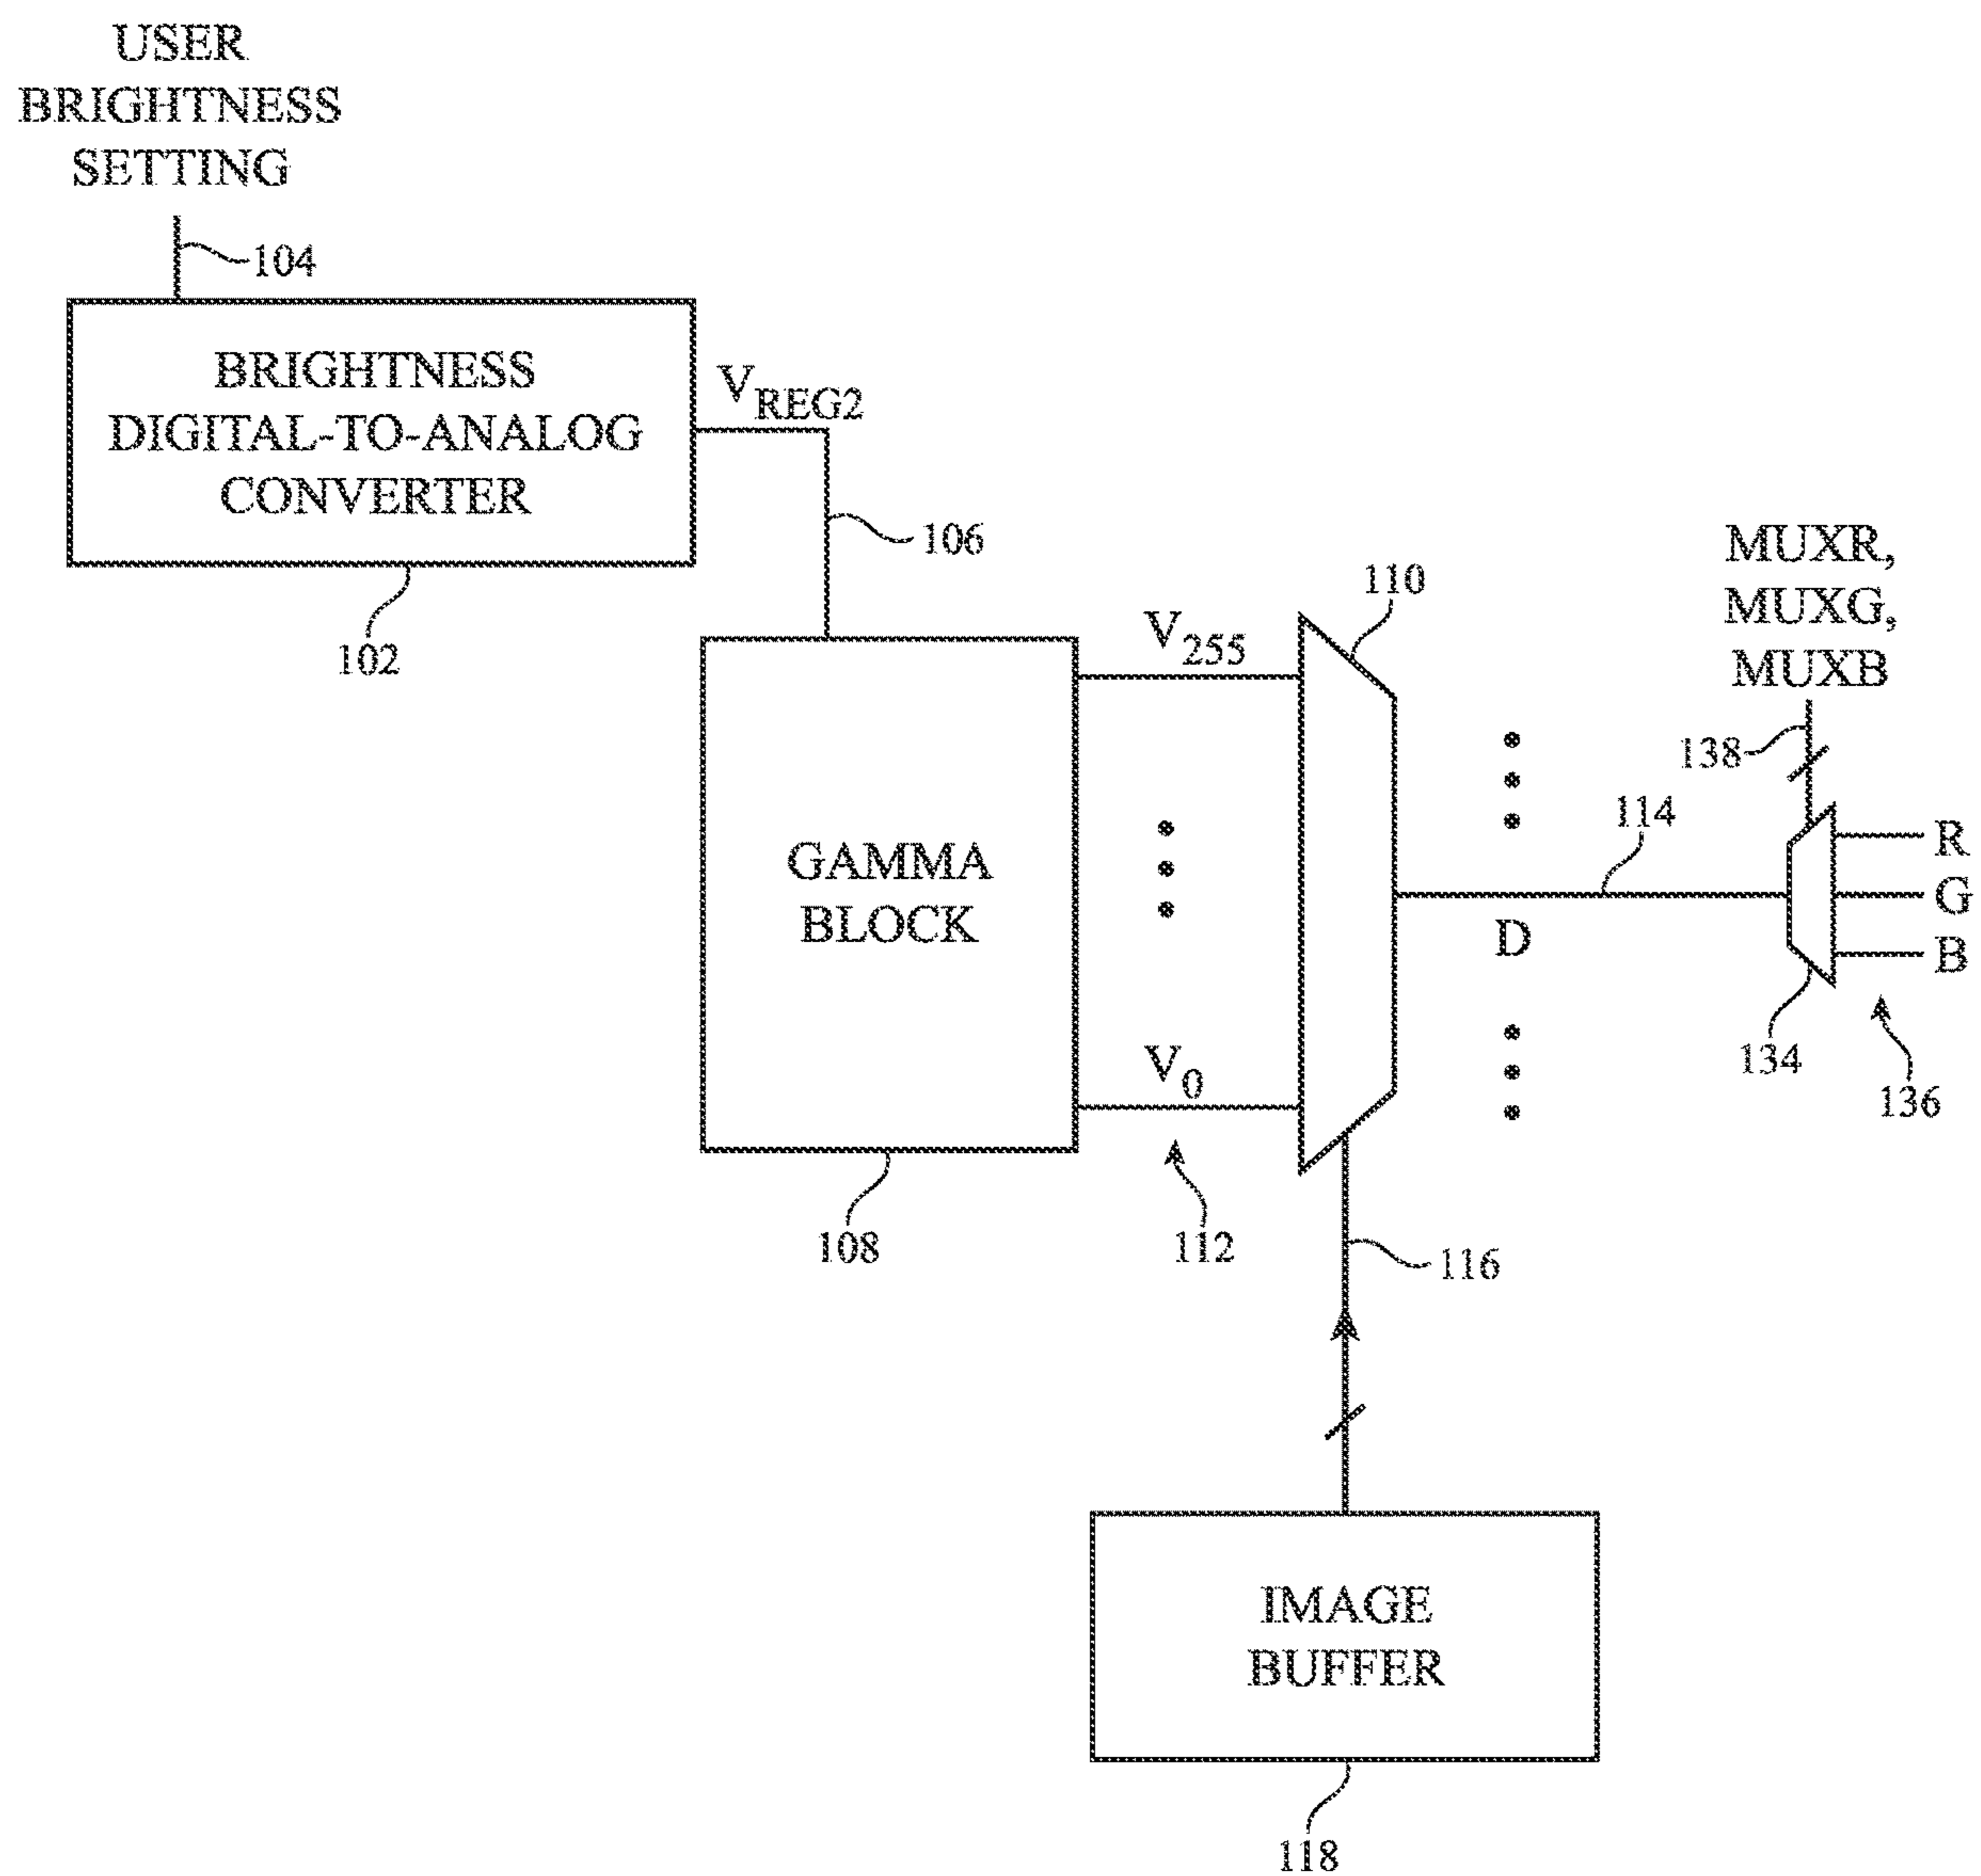 USER
BRIGHTNESS
SETTING
104
BRIGHTNESS
DIGITAL-TO-ANALOG
CONVERTER
102
VREG2
106
GAMMA
BLOCK
108
V255
V0
112
110
116
IMAGE
BUFFER
118
D
114
MUXR,
MUXG,
MUXB
138
134
R
G
B
136